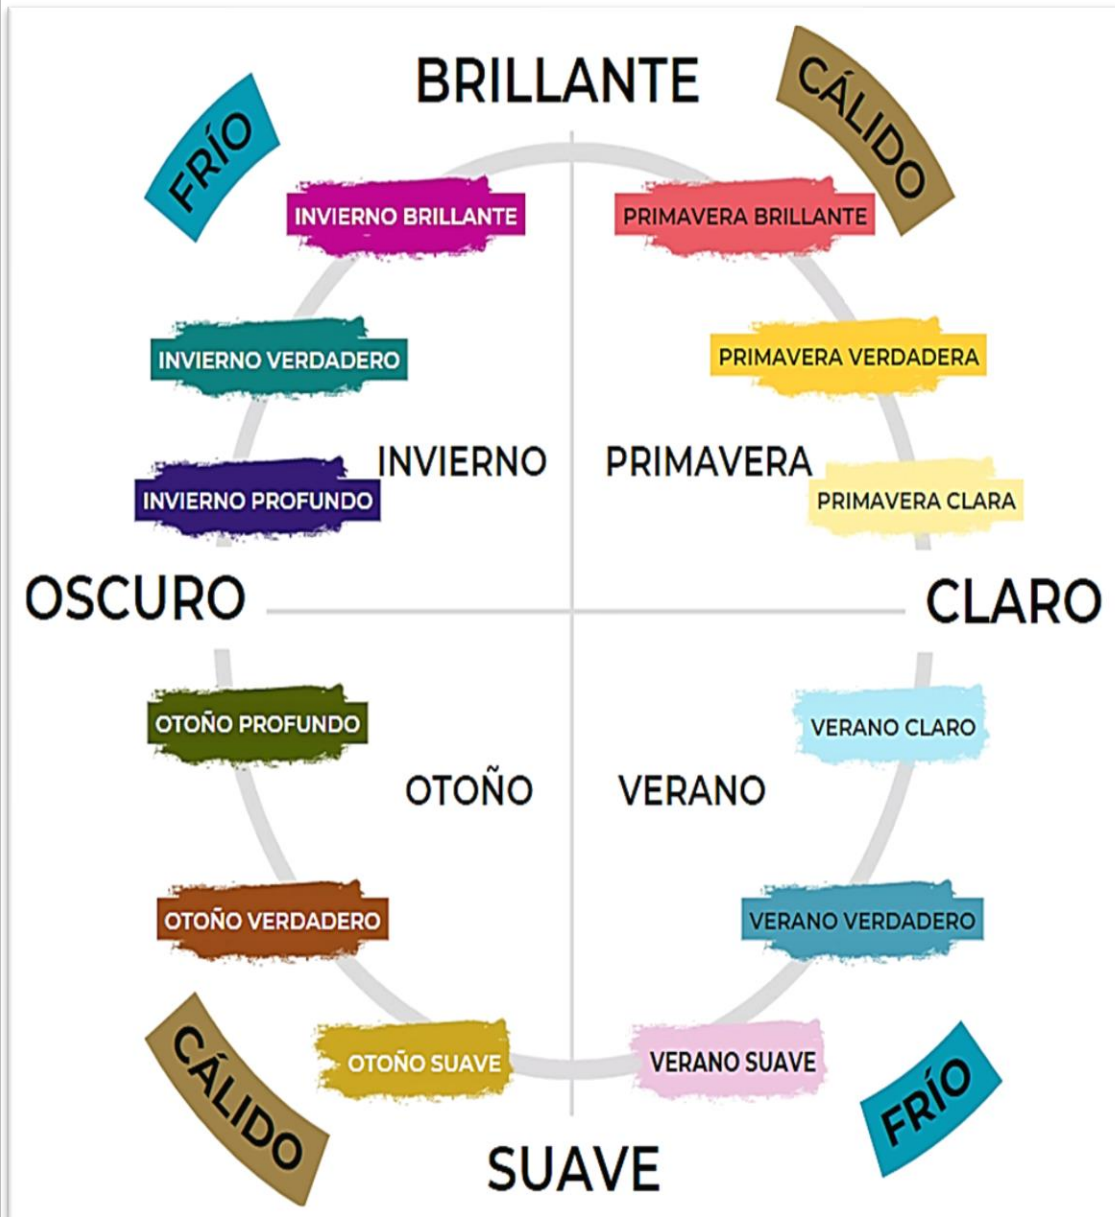 BRILLANTE
FRÍO
CÁLIDO
INVIERNO BRILLANTE
PRIMAVERA BRILLANTE
INVIERNO VERDADERO
PRIMAVERA VERDADERA
INVIERNO
PRIMAVERA
INVIERNO PROFUNDO
PRIMAVERA CLARA
OSCURO
CLARO
OTOÑO PROFUNDO
VERANO CLARO
OTOÑO
VERANO
OTOÑO VERDADERO
VERANO VERDADERO
OTOÑO SUAVE
VERANO SUAVE
CÁLIDO
FRÍO
SUAVE